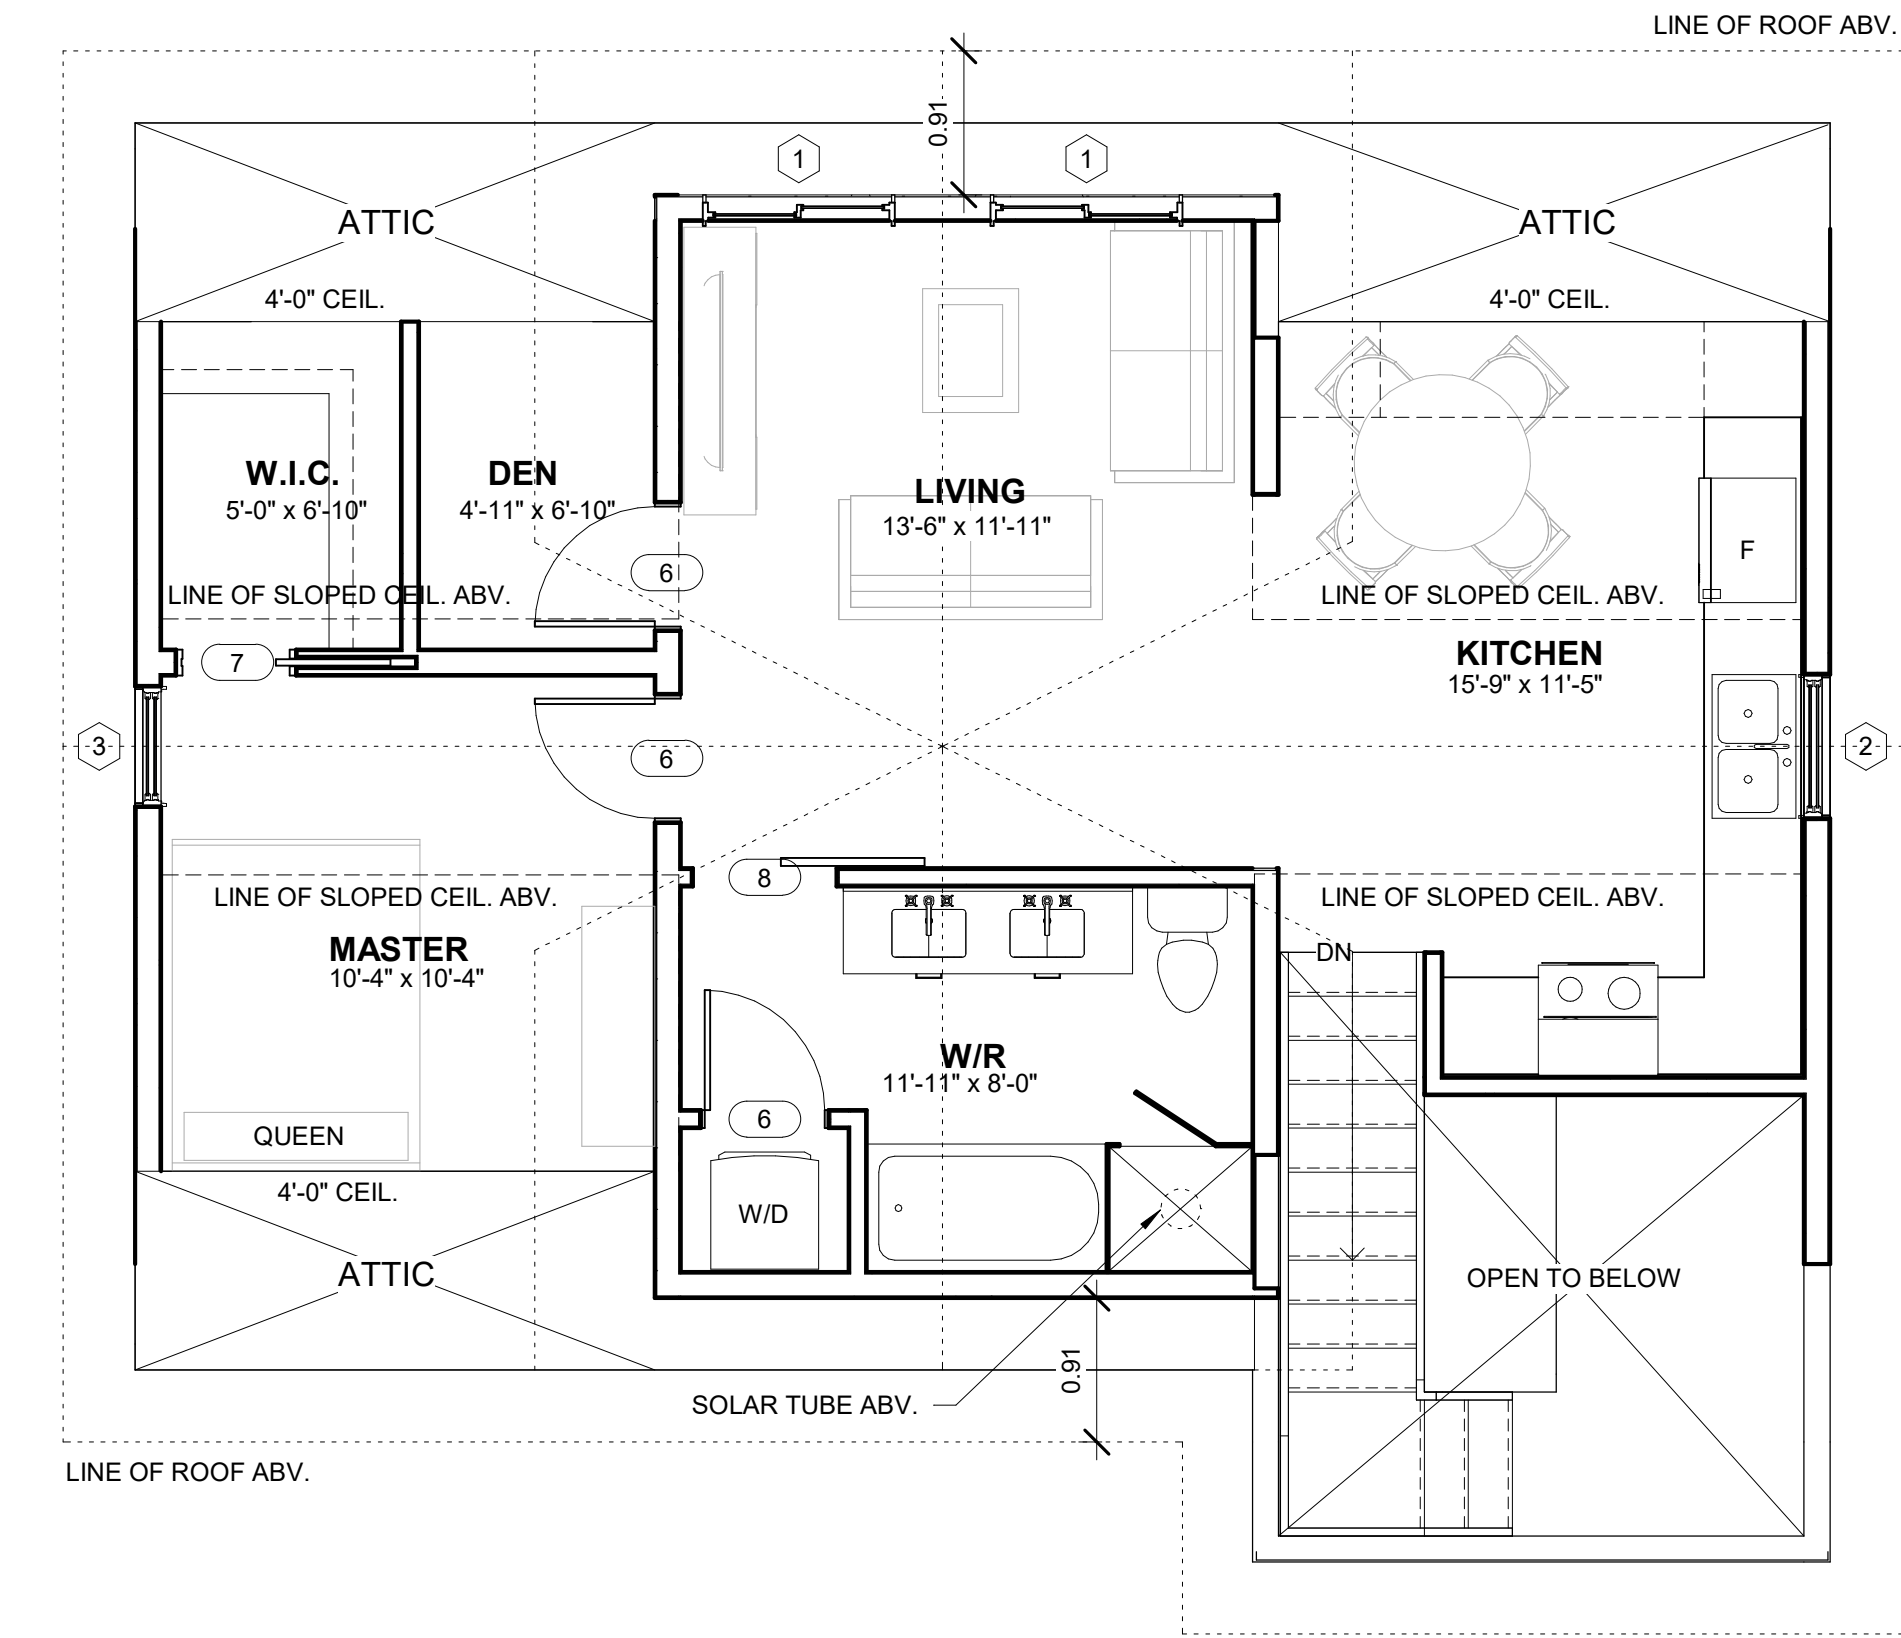 LINE OF ROOF ABV.
0.91
1
1
ATTIC
ATTIC
4'-0" CEIL.
4'-0" CEIL.
W.I.C.
5'-0" x 6'-10"
DEN
4'-11" x 6'-10"
LIVING
13'-6" x 11'-11"
F
6
LINE OF SLOPED CEIL. ABV.
LINE OF SLOPED CEIL. ABV.
7
KITCHEN
15'-9" x 11'-5"
3
6
2
8
LINE OF SLOPED CEIL. ABV.
LINE OF SLOPED CEIL. ABV.
MASTER
10'-4" x 10'-4"
DN
W/R
11'-11" x 8'-0"
6
QUEEN
4'-0" CEIL.
W/D
ATTIC
OPEN TO BELOW
0.91
SOLAR TUBE ABV.
LINE OF ROOF ABV.